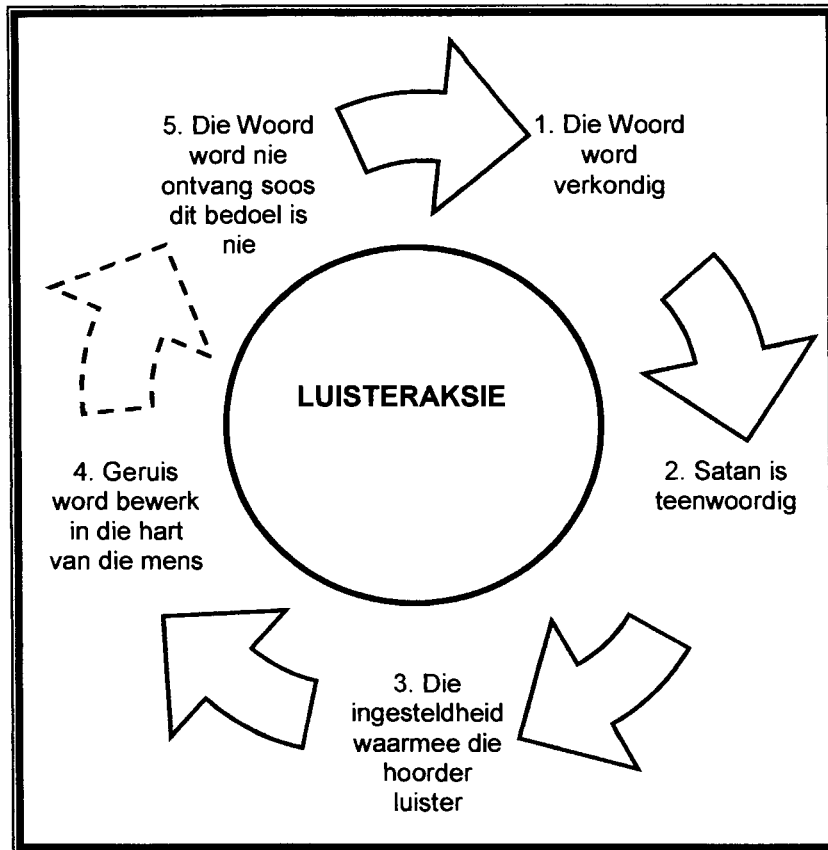 1. Die Woord
word
verkondig
2. Satan is
teenwoordig
3. Die
ingesteldheid
waarmee die
hoorder
luister
4. Geruis
word bewerk
in die hart
van die mens
5. Die Woord
word nie
ontvang soos
dit bedoel is
nie
LUISTERAKSIE